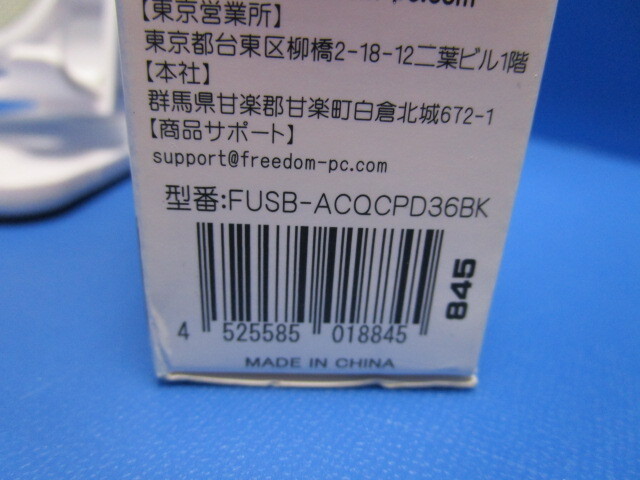 【東京営業所】
東京都台東区柳橋2-18-12二葉ビル1階
【本社】
群馬県甘楽郡甘楽町白倉北城672-1
【商品サポート】
support@freedom-pc.com
型番:FUSB-ACQCPD36BK
845
4 525585 018845
MADE IN CHINA